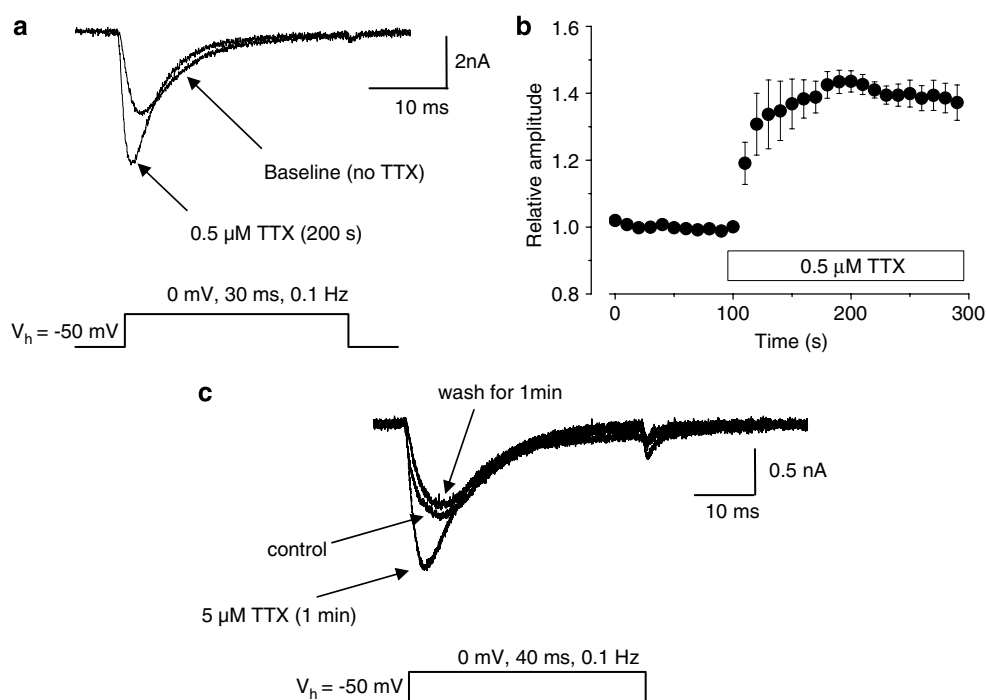 a
2nA
10 ms
Baseline (no TTX)
0.5 µM TTX (200 s)
0 mV, 30 ms, 0.1 Hz
Vh = -50 mV
b
1.6
1.4
1.2
1.0
0.8
Relative amplitude
0.5 µM TTX
0 100 200 300
Time (s)
c
wash for 1min
0.5 nA
10 ms
control
5 µM TTX (1 min)
0 mV, 40 ms, 0.1 Hz
Vh = -50 mV